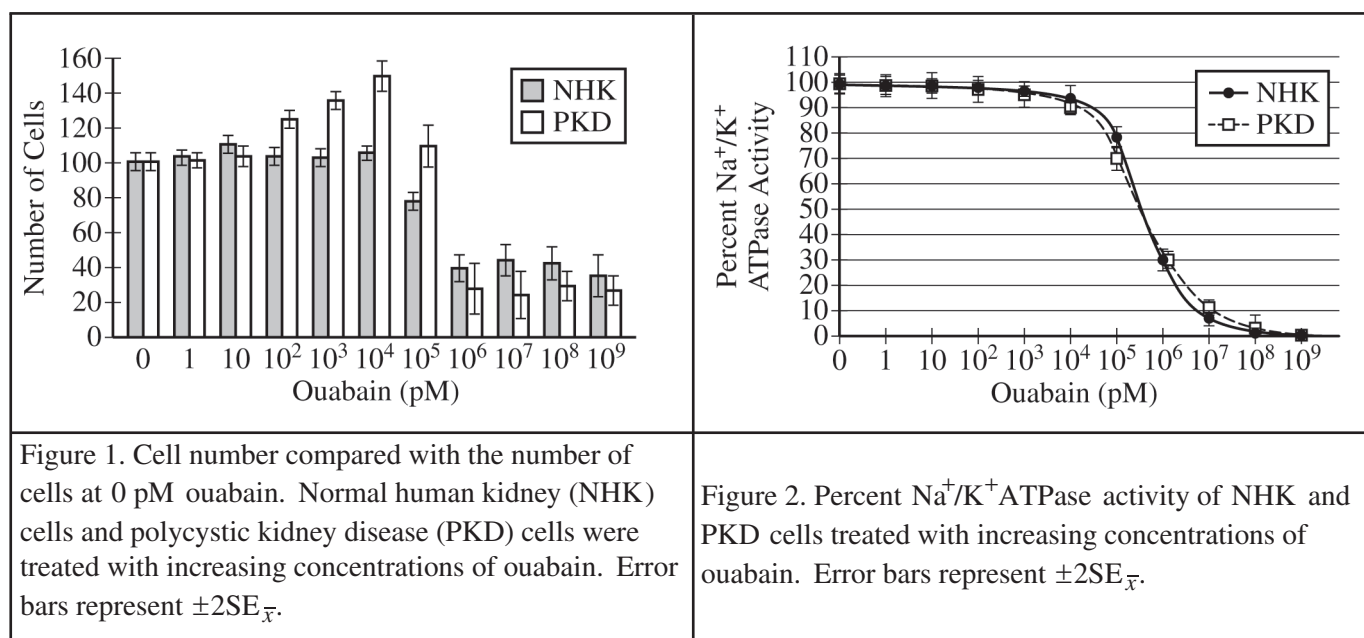 160
140
120
100
80
60
40
20
0
Number of Cells
NHK
PKD
0 1 10 10² 10³ 10⁴ 10⁵ 10⁶ 10⁷ 10⁸ 10⁹
Ouabain (pM)
110
100
90
80
70
60
50
40
30
20
10
0
Percent Na⁺/K⁺
ATPase Activity
NHK
PKD
0 1 10 10² 10³ 10⁴ 10⁵ 10⁶ 10⁷ 10⁸ 10⁹
Ouabain (pM)
Figure 1. Cell number compared with the number of
cells at 0 pM ouabain. Normal human kidney (NHK)
cells and polycystic kidney disease (PKD) cells were
treated with increasing concentrations of ouabain. Error
bars represent ±2SE x̄.
Figure 2. Percent Na⁺/K⁺ATPase activity of NHK and
PKD cells treated with increasing concentrations of
ouabain. Error bars represent ±2SE x̄.